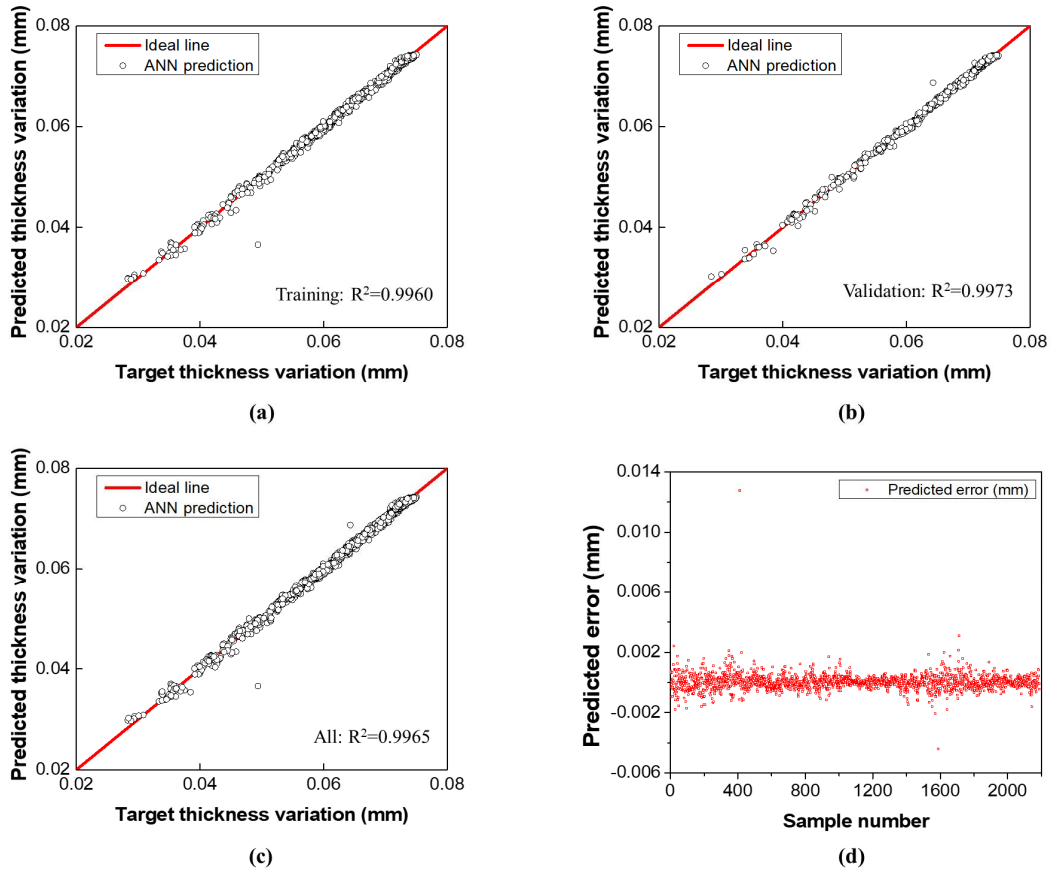 Predicted thickness variation (mm)
0.08
0.06
0.04
0.02
Ideal line
ANN prediction
Training: R²=0.9960
0.02 0.04 0.06 0.08
Target thickness variation (mm)
(a)
Predicted thickness variation (mm)
0.08
0.06
0.04
0.02
Ideal line
ANN prediction
Validation: R²=0.9973
0.02 0.04 0.06 0.08
Target thickness variation (mm)
(b)
Predicted thickness variation (mm)
0.08
0.06
0.04
0.02
Ideal line
ANN prediction
All: R²=0.9965
0.02 0.04 0.06 0.08
Target thickness variation (mm)
(c)
Predicted error (mm)
0.014
0.010
0.006
0.002
-0.002
-0.006
Predicted error (mm)
0 400 800 1200 1600 2000
Sample number
(d)